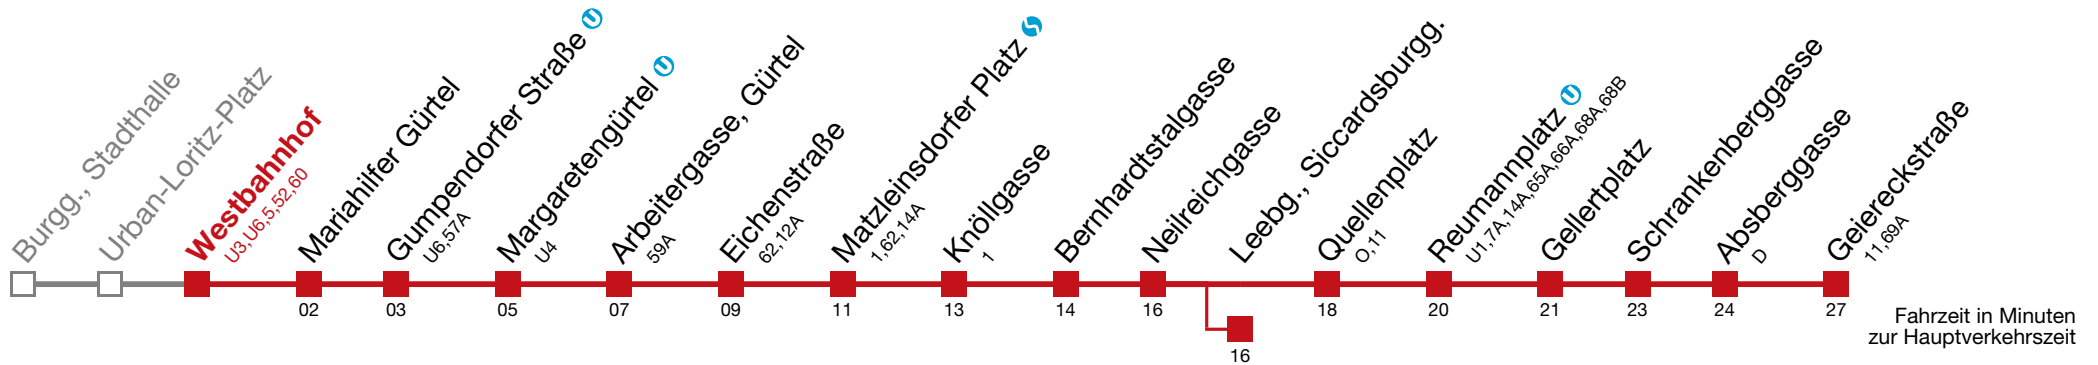 Burgg., Stadthalle
Urban-Loritz-Platz
Westbahnhof
U3,U6,5,52,60
Mariahilfer Gürtel
02
Gumpendorfer Straße
U6,57A
03
Margaretengürtel
U4
05
Arbeitergasse, Gürtel
59A
07
Eichenstraße
62,12A
09
Matzleinsdorfer Platz
1,62,14A
11
Knöllgasse
1
13
Bernhardtstalgasse
14
Neilreichgasse
16
Leebg., Siccardsburgg.
16
Quellenplatz
O,11
18
Reumannplatz
U1,7A,14A,65A,66A,68A,68B
20
Gellertplatz
21
Schrankenberggasse
23
Absberggasse
D
24
Geiereckstraße
11,69A
27
Fahrzeit in Minuten
zur Hauptverkehrszeit